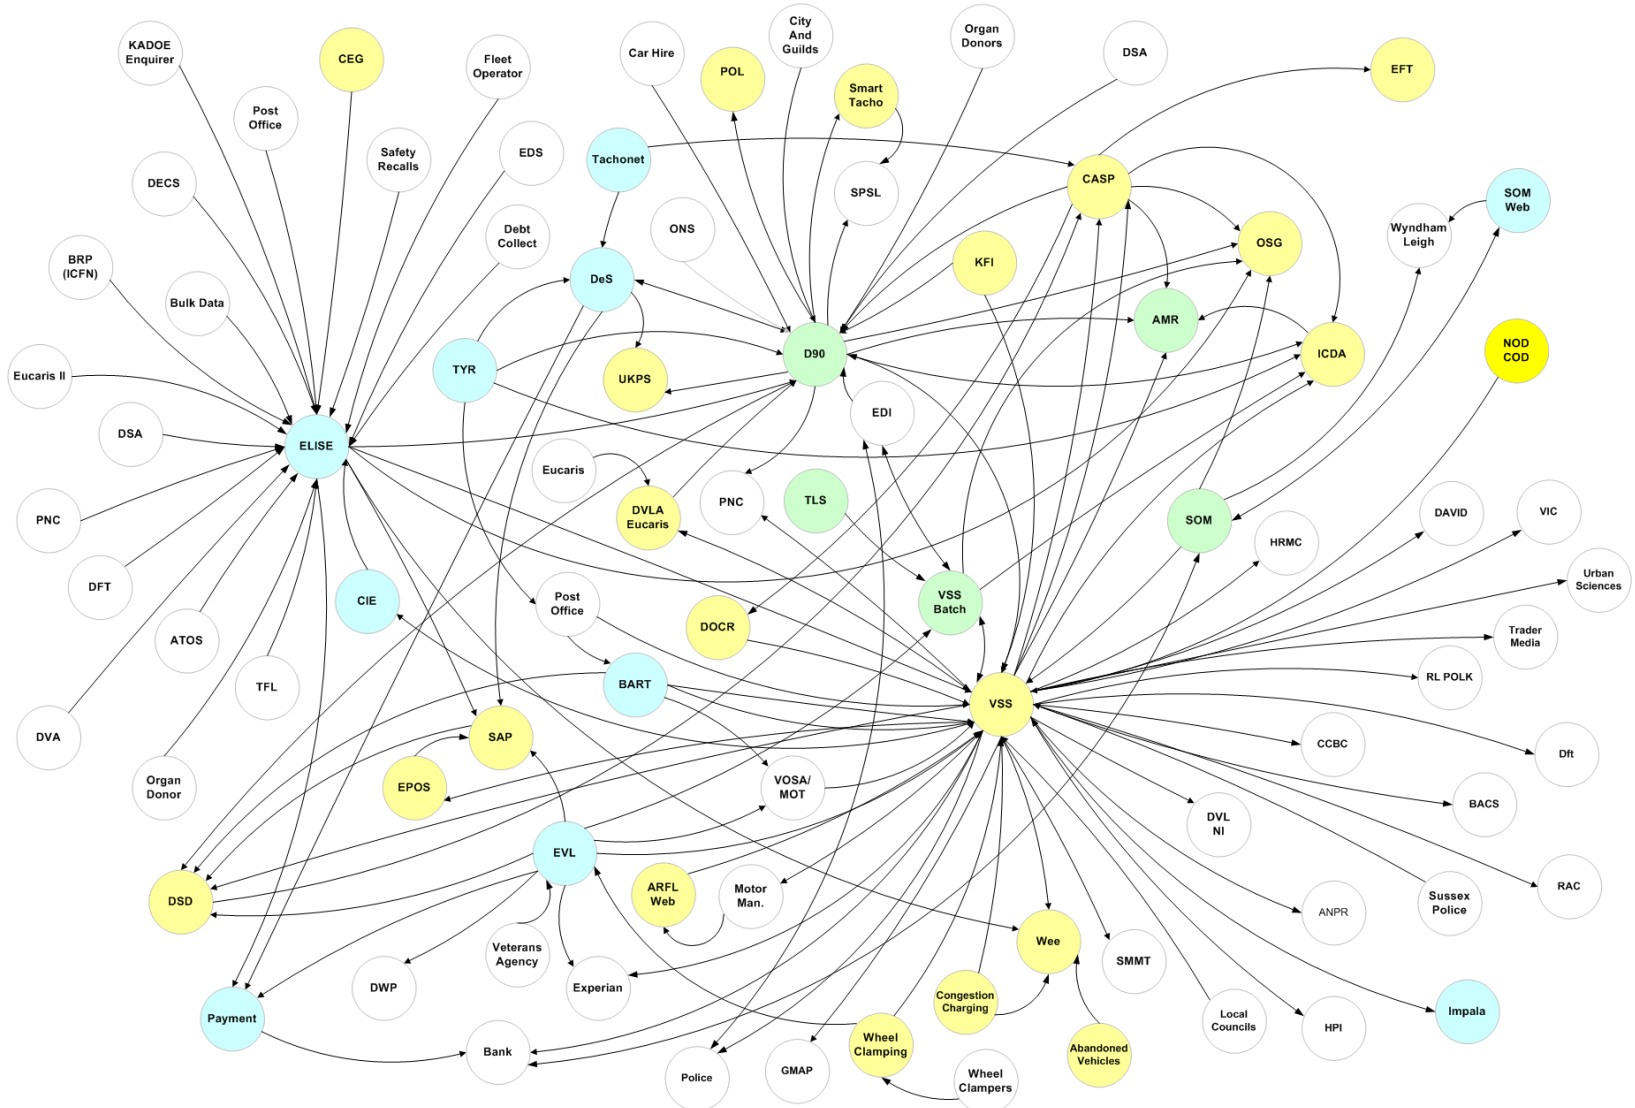 KADOE
Enquirer
CEG
Fleet
Operator
Car Hire
POL
City
And
Guilds
Organ
Donors
DSA
EFT
Smart
Tacho
Post
Office
Safety
Recalls
EDS
Tachonet
DECS
SPSL
CASP
SOM
Web
ONS
Debt
Collect
Wyndham
Leigh
OSG
BRP
(ICFN)
DeS
KFI
Bulk Data
AMR
D90
ICDA
NOD
COD
Eucaris II
TYR
UKPS
EDI
DSA
ELISE
Eucaris
PNC
DVLA
Eucaris
PNC
TLS
SOM
DAVID
VIC
HRMC
DFT
CIE
Post
Office
VSS
Batch
Urban
Sciences
ATOS
DOCR
Trader
Media
TFL
BART
RL POLK
VSS
DVA
SAP
CCBC
Dft
Organ
Donor
EPOS
VOSA/
MOT
BACS
DVL
NI
EVL
DSD
ARFL
Web
Motor
Man.
RAC
Sussex
Police
ANPR
Veterans
Agency
Wee
SMMT
DWP
Experian
Congestion
Charging
Payment
Local
Councils
HPI
Impala
Bank
Wheel
Clamping
Abandoned
Vehicles
Police
GMAP
Wheel
Clampers